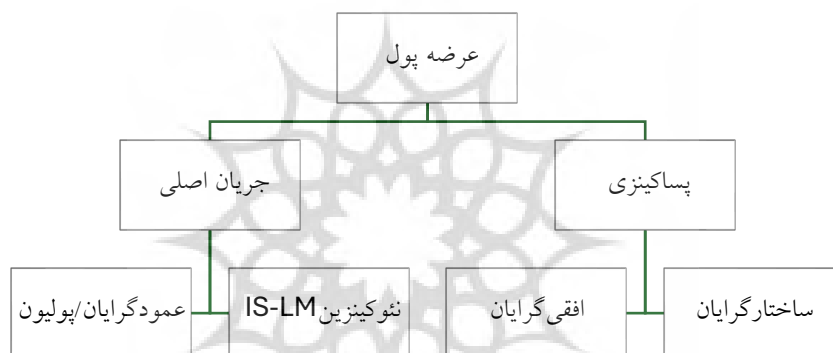 عرضه پول
پساکینزی
جریان اصلی
ساختارگرایان
افقی‌گرایان
نئوکینزین IS-LM
عمودگرایان/پولیون